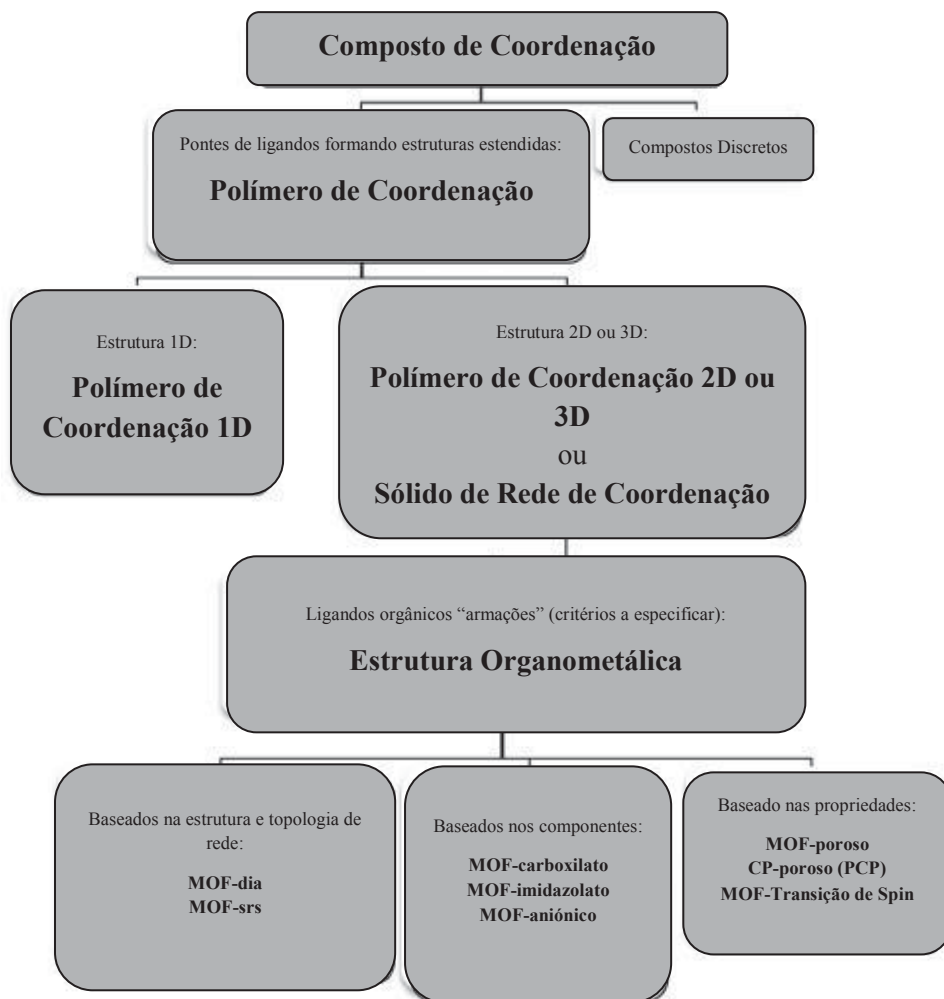 Composto de Coordenação
Pontes de ligandos formando estruturas estendidas:
Polímero de Coordenação
Compostos Discretos
Estrutura 1D:
Polímero de
Coordenação 1D
Estrutura 2D ou 3D:
Polímero de Coordenação 2D ou
3D
ou
Sólido de Rede de Coordenação
Ligandos orgânicos “armações” (critérios a especificar):
Estrutura Organometálica
Baseados na estrutura e topologia de
rede:
MOF-dia
MOF-srs
Baseados nos componentes:
MOF-carboxilato
MOF-imidazolato
MOF-aniónico
Baseado nas propriedades:
MOF-poroso
CP-poroso (PCP)
MOF-Transição de Spin